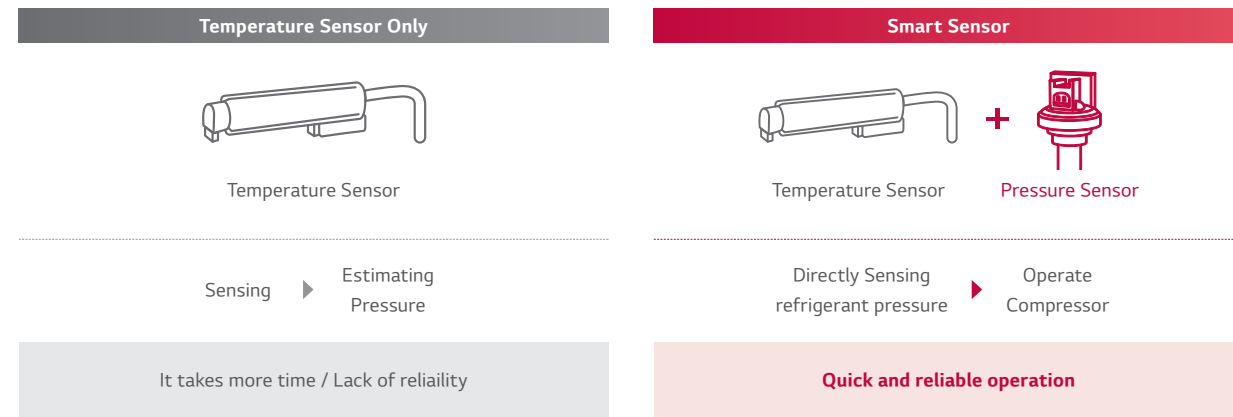 Temperature Sensor Only
Temperature Sensor
Sensing
Estimating
Pressure
It takes more time / Lack of reliaility
Smart Sensor
Temperature Sensor
Pressure Sensor
Directly Sensing
refrigerant pressure
Operate
Compressor
Quick and reliable operation